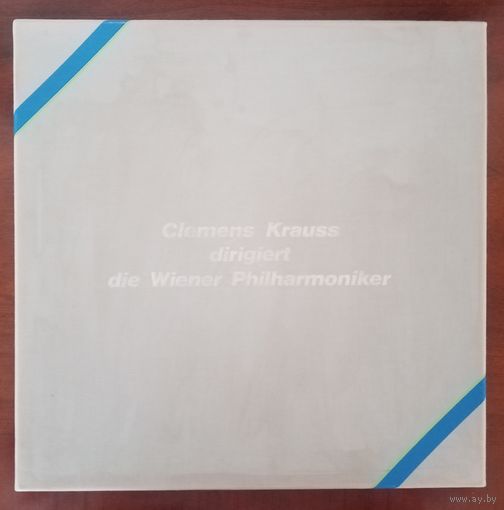 Clemens Krauss
dirigiert
die Wiener Philharmoniker
www.ay.by